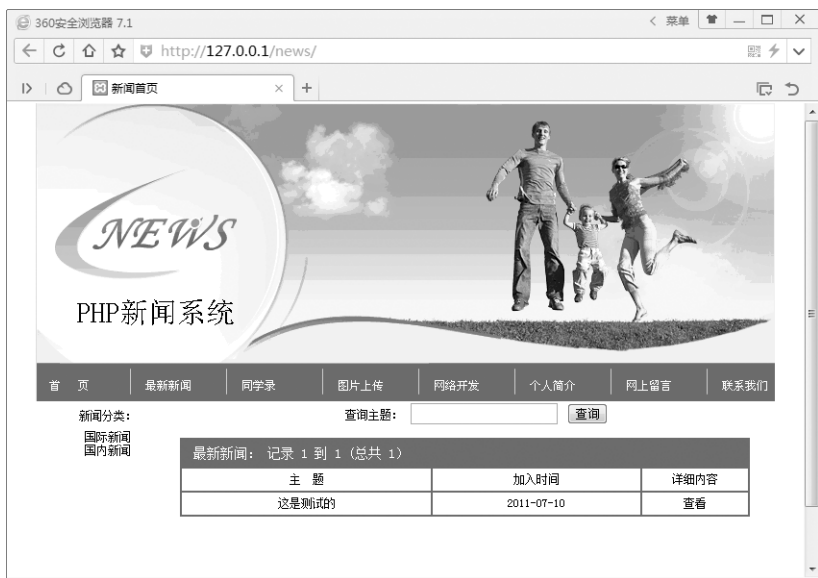 360安全浏览器 7.1
菜单
http://127.0.0.1/news/
新闻首页
NEWS
PHP新闻系统
首 页 最新新闻 同学录 图片上传 网络开发 个人简介 网上留言 联系我们
新闻分类: 查询主题: 查询
国际新闻
国内新闻
最新新闻: 记录 1 到 1 (总共 1)
主 题 加入时间 详细内容
这是测试的 2011-07-10 查看